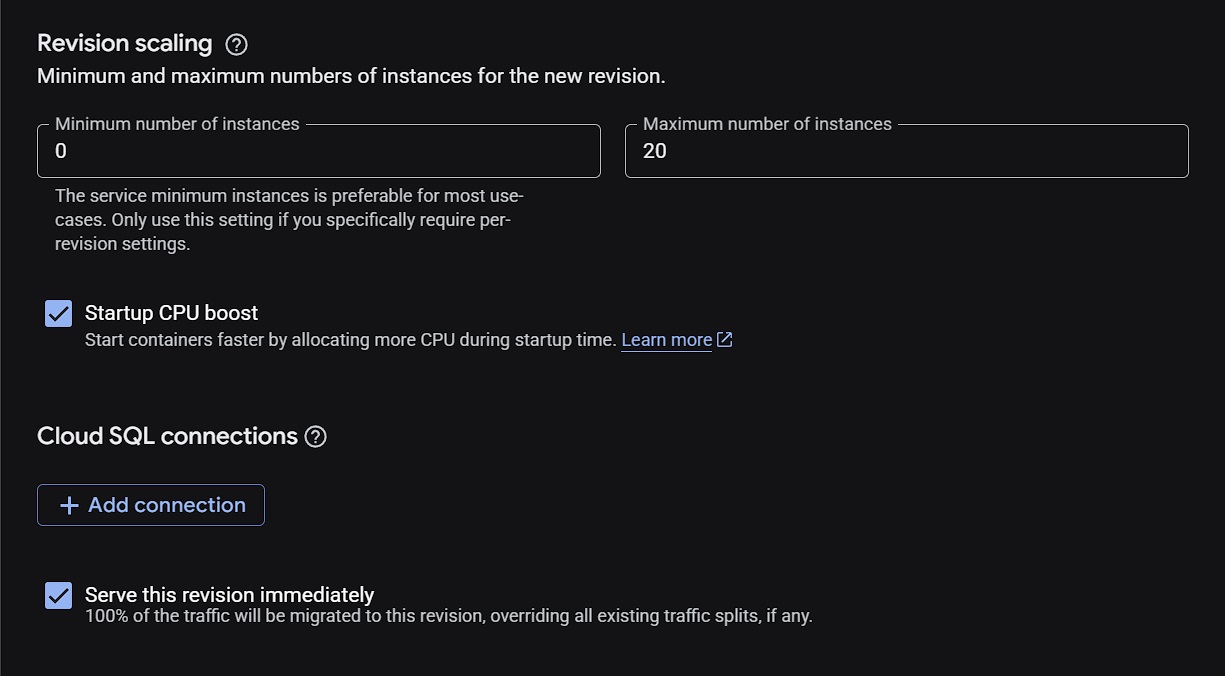 Revision scaling
Minimum and maximum numbers of instances for the new revision.
Minimum number of instances
0
Maximum number of instances
20
The service minimum instances is preferable for most use-
cases. Only use this setting if you specifically require per-
revision settings.
Startup CPU boost
Start containers faster by allocating more CPU during startup time. Learn more
Cloud SQL connections
Add connection
Serve this revision immediately
100% of the traffic will be migrated to this revision, overriding all existing traffic splits, if any.